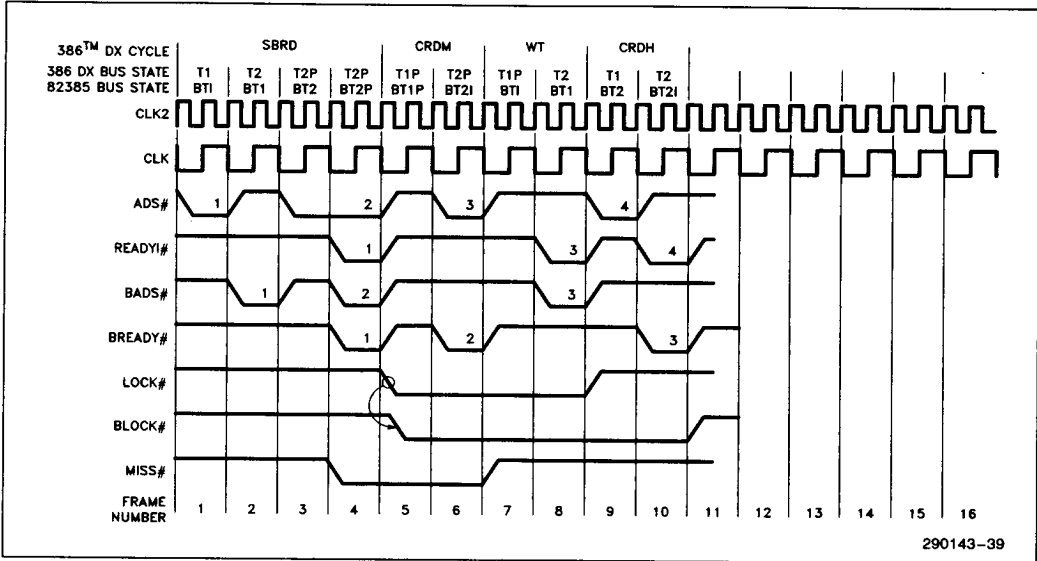 386™ DX CYCLE SBRD CRDM WT CRDH
386 DX BUS STATE T1 T2 T2P T2P T1P T2P T1P T2 T1 T2
82385 BUS STATE BTI BT1 BT2 BT2P BT1P BT2I BTI BT1 BT2 BT2I
CLK2
CLK
ADS# 1 2 3 4
READYI# 1 3 4
BADS# 1 2 3
BREADY# 1 2 3
LOCK#
BLOCK#
MISS#
FRAME
NUMBER 1 2 3 4 5 6 7 8 9 10 11 12 13 14 15 16
290143-39